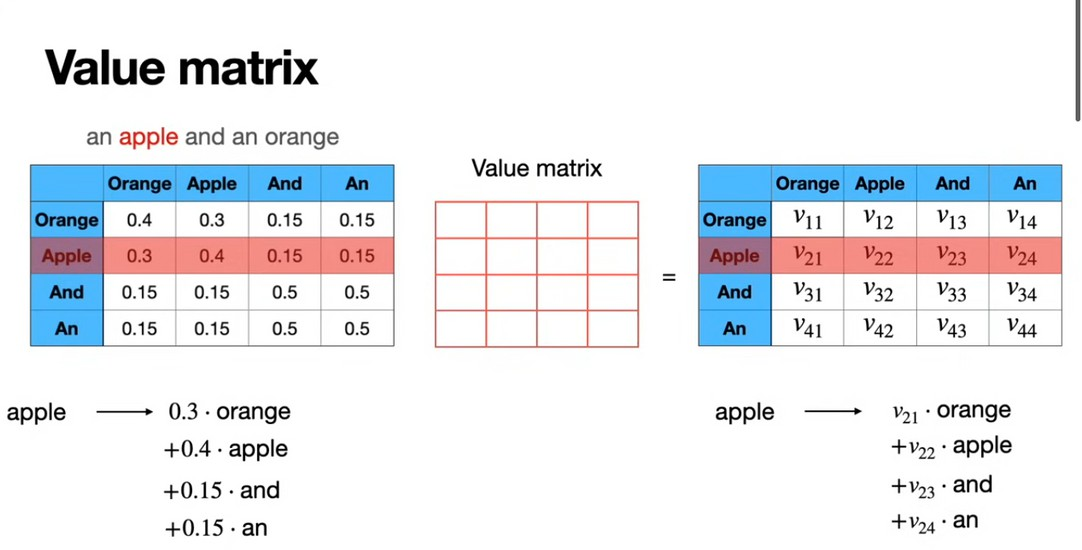 Value matrix
an apple and an orange
Orange Apple And An
Orange 0.4 0.3 0.15 0.15
Apple 0.3 0.4 0.15 0.15
And 0.15 0.15 0.5 0.5
An 0.15 0.15 0.5 0.5
Value matrix
=
Orange Apple And An
Orange v₁₁ v₁₂ v₁₃ v₁₄
Apple v₂₁ v₂₂ v₂₃ v₂₄
And v₃₁ v₃₂ v₃₃ v₃₄
An v₄₁ v₄₂ v₄₃ v₄₄
apple → 0.3 · orange
+0.4 · apple
+0.15 · and
+0.15 · an
apple → v₂₁ · orange
+v₂₂ · apple
+v₂₃ · and
+v₂₄ · an